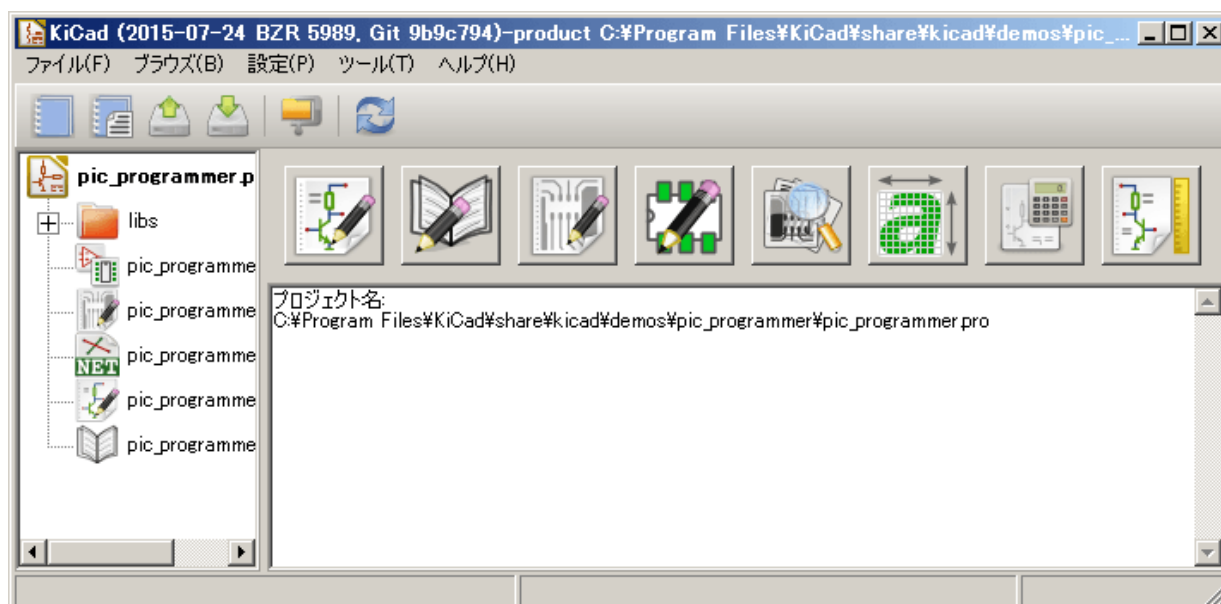 KiCad (2015-07-24 BZR 5989, Git 9b9c794)-product C:¥Program Files¥KiCad¥share¥kicad¥demos¥pic_...
ファイル(F) ブラウズ(B) 設定(P) ツール(T) ヘルプ(H)
pic_programmer.p
libs
pic_programme
pic_programme
NET pic_programme
pic_programme
pic_programme
a
プロジェクト名:
C:¥Program Files¥KiCad¥share¥kicad¥demos¥pic_programmer¥pic_programmer.pro